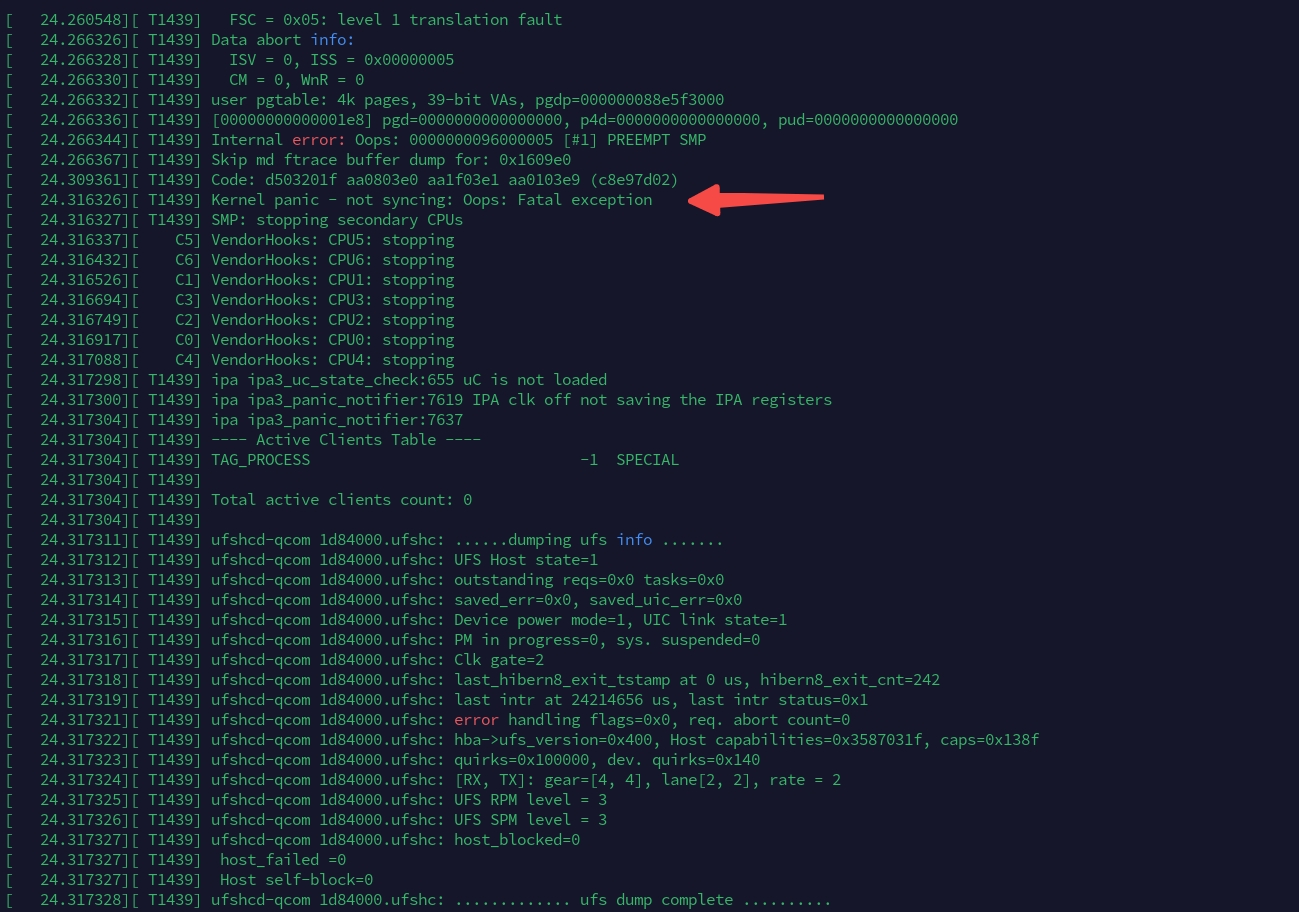 [   24.260548][ T1439]   FSC = 0x05: level 1 translation fault
[   24.266326][ T1439] Data abort info:
[   24.266328][ T1439]   ISV = 0, ISS = 0x00000005
[   24.266330][ T1439]   CM = 0, WnR = 0
[   24.266332][ T1439] user pgtable: 4k pages, 39-bit VAs, pgdp=000000088e5f3000
[   24.266336][ T1439] [00000000000001e8] pgd=0000000000000000, p4d=0000000000000000, pud=0000000000000000
[   24.266344][ T1439] Internal error: Oops: 0000000096000005 [#1] PREEMPT SMP
[   24.266367][ T1439] Skip md ftrace buffer dump for: 0x1609e0
[   24.309361][ T1439] Code: d503201f aa0803e0 aa1f03e1 aa0103e9 (c8e97d02)
[   24.316326][ T1439] Kernel panic - not syncing: Oops: Fatal exception
[   24.316327][ T1439] SMP: stopping secondary CPUs
[   24.316337][    C5] VendorHooks: CPU5: stopping
[   24.316432][    C6] VendorHooks: CPU6: stopping
[   24.316526][    C1] VendorHooks: CPU1: stopping
[   24.316694][    C3] VendorHooks: CPU3: stopping
[   24.316749][    C2] VendorHooks: CPU2: stopping
[   24.316917][    C0] VendorHooks: CPU0: stopping
[   24.317088][    C4] VendorHooks: CPU4: stopping
[   24.317298][ T1439] ipa ipa3_uc_state_check:655 uC is not loaded
[   24.317300][ T1439] ipa ipa3_panic_notifier:7619 IPA clk off not saving the IPA registers
[   24.317304][ T1439] ipa ipa3_panic_notifier:7637
[   24.317304][ T1439] ---- Active Clients Table ----
[   24.317304][ T1439] TAG_PROCESS                              -1  SPECIAL
[   24.317304][ T1439]
[   24.317304][ T1439] Total active clients count: 0
[   24.317304][ T1439]
[   24.317311][ T1439] ufshcd-qcom 1d84000.ufshc: ......dumping ufs info .......
[   24.317312][ T1439] ufshcd-qcom 1d84000.ufshc: UFS Host state=1
[   24.317313][ T1439] ufshcd-qcom 1d84000.ufshc: outstanding reqs=0x0 tasks=0x0
[   24.317314][ T1439] ufshcd-qcom 1d84000.ufshc: saved_err=0x0, saved_uic_err=0x0
[   24.317315][ T1439] ufshcd-qcom 1d84000.ufshc: Device power mode=1, UIC link state=1
[   24.317316][ T1439] ufshcd-qcom 1d84000.ufshc: PM in progress=0, sys. suspended=0
[   24.317317][ T1439] ufshcd-qcom 1d84000.ufshc: Clk gate=2
[   24.317318][ T1439] ufshcd-qcom 1d84000.ufshc: last_hibern8_exit_tstamp at 0 us, hibern8_exit_cnt=242
[   24.317319][ T1439] ufshcd-qcom 1d84000.ufshc: last intr at 24214656 us, last intr status=0x1
[   24.317321][ T1439] ufshcd-qcom 1d84000.ufshc: error handling flags=0x0, req. abort count=0
[   24.317322][ T1439] ufshcd-qcom 1d84000.ufshc: hba->ufs_version=0x400, Host capabilities=0x3587031f, caps=0x138f
[   24.317323][ T1439] ufshcd-qcom 1d84000.ufshc: quirks=0x100000, dev. quirks=0x140
[   24.317324][ T1439] ufshcd-qcom 1d84000.ufshc: [RX, TX]: gear=[4, 4], lane[2, 2], rate = 2
[   24.317325][ T1439] ufshcd-qcom 1d84000.ufshc: UFS RPM level = 3
[   24.317326][ T1439] ufshcd-qcom 1d84000.ufshc: UFS SPM level = 3
[   24.317327][ T1439] ufshcd-qcom 1d84000.ufshc: host_blocked=0
[   24.317327][ T1439]  host_failed =0
[   24.317327][ T1439]  Host self-block=0
[   24.317328][ T1439] ufshcd-qcom 1d84000.ufshc: ............. ufs dump complete ..........